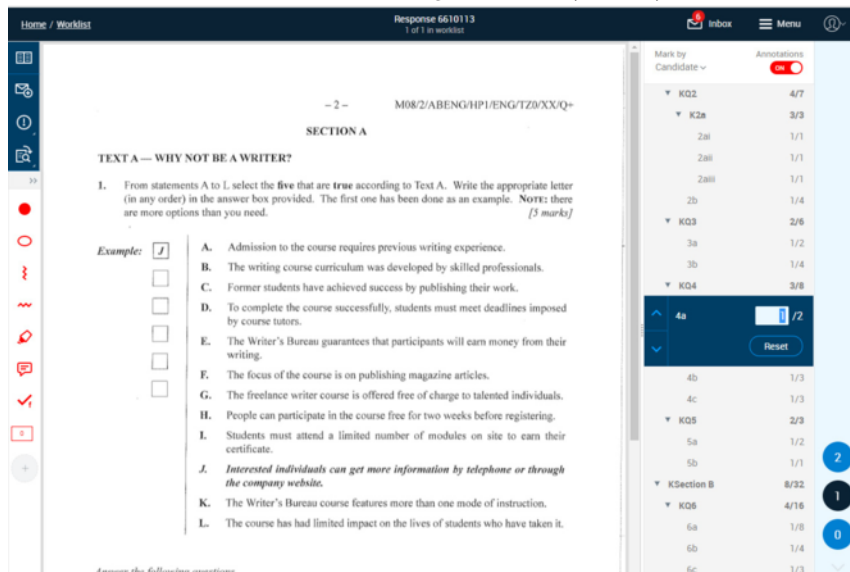 Home / Worklist
Response 6610113
1 of 1 in worklist
6
Inbox
Menu
Mark by
Candidate
Annotations
ON
– 2 –
M08/2/ABENG/HP1/ENG/TZ0/XX/Q+
SECTION A
TEXT A — WHY NOT BE A WRITER?
1. From statements A to L select the five that are true according to Text A. Write the appropriate letter
(in any order) in the answer box provided. The first one has been done as an example. NOTE: there
are more options than you need. [5 marks]
Example: J
A. Admission to the course requires previous writing experience.
B. The writing course curriculum was developed by skilled professionals.
C. Former students have achieved success by publishing their work.
D. To complete the course successfully, students must meet deadlines imposed
by course tutors.
E. The Writer's Bureau guarantees that participants will earn money from their
writing.
F. The focus of the course is on publishing magazine articles.
G. The freelance writer course is offered free of charge to talented individuals.
H. People can participate in the course free for two weeks before registering.
I. Students must attend a limited number of modules on site to earn their
certificate.
J. Interested individuals can get more information by telephone or through
the company website.
K. The Writer's Bureau course features more than one mode of instruction.
L. The course has had limited impact on the lives of students who have taken it.
Answer the following questions
KQ2 4/7
K2a 3/3
2ai 1/1
2aii 1/1
2aiii 1/1
2b 1/4
KQ3 2/6
3a 1/2
3b 1/4
KQ4 3/8
4a 1 /2
Reset
4b 1/3
4c 1/3
KQ5 2/3
5a 1/2
5b 1/1
KSection B 8/32
KQ6 4/16
6a 1/8
6b 1/4
6c 1/3
2
1
0